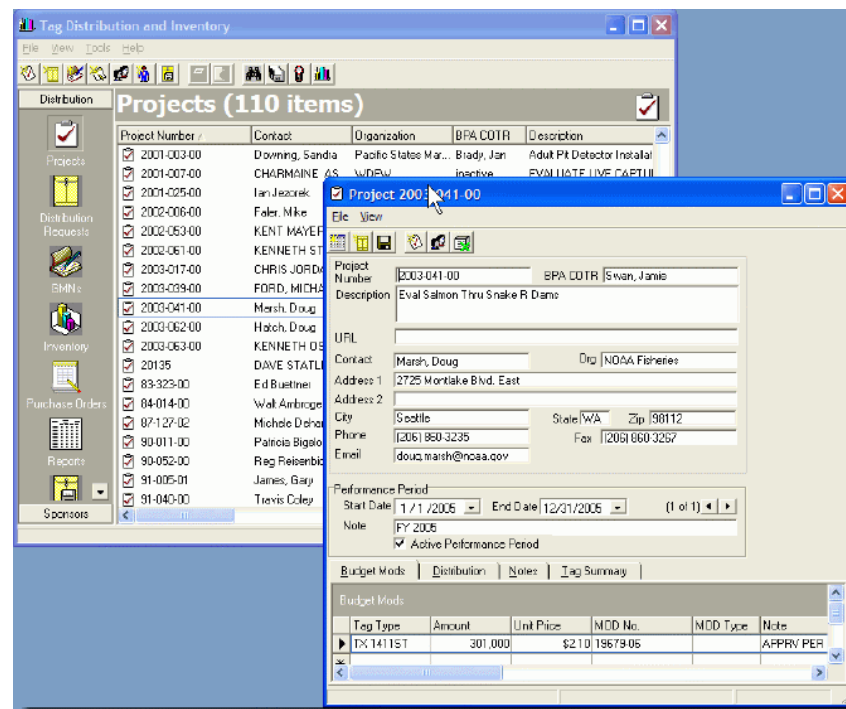 Tag Distribution and Inventory
File View Tools Help
Distribution
Projects (110 items)
Project Number Contact Organization BPA COTR Description
Projects
Distribution Requests
BMNs
Inventory
Purchase Orders
Reports
Sponsors
2001-003-00 Downing, Sandra Pacific States Mar... Brady, Jan Adult Pit Detector Installat
2001-007-00 CHARMAINE AS WDFW inactive EVALUATE LIVE CAPTUR
2001-025-00 Ian Jezorek
2002-006-00 Faler, Mike
2002-053-00 KENT MAYER
2002-061-00 KENNETH ST
2003-017-00 CHRIS JORDA
2003-039-00 FORD, MICHA
2003-041-00 Marsh, Doug
2003-062-00 Hatch, Doug
2003-063-00 KENNETH OS
20135 DAVE STATLE
83-323-00 Ed Buettner
84-014-00 Walt Ambroge
87-127-02 Michele Dehar
90-011-00 Patricia Bigelo
90-052-00 Reg Reisenbic
91-005-01 James, Gary
91-040-00 Travis Coley
Project 2003-041-00
File View
Project Number 2003-041-00 BPA COTR Swan, Jamie
Description Eval Salmon Thru Snake R Dams
URL
Contact Marsh, Doug Org NOAA Fisheries
Address 1 2725 Montlake Blvd. East
Address 2
City Seattle State WA Zip 98112
Phone (206) 860-3235 Fax (206) 860-3267
Email doug.marsh@noaa.gov
Performance Period
Start Date 1/1/2005 End Date 12/31/2005 (1 of 1)
Note FY 2005
Active Performance Period
Budget Mods Distribution Notes Tag Summary
Budget Mods
Tag Type Amount Unit Price MOD No. MOD Type Note
TX 1411ST 301,000 $2.10 19679-06 APPRV PER